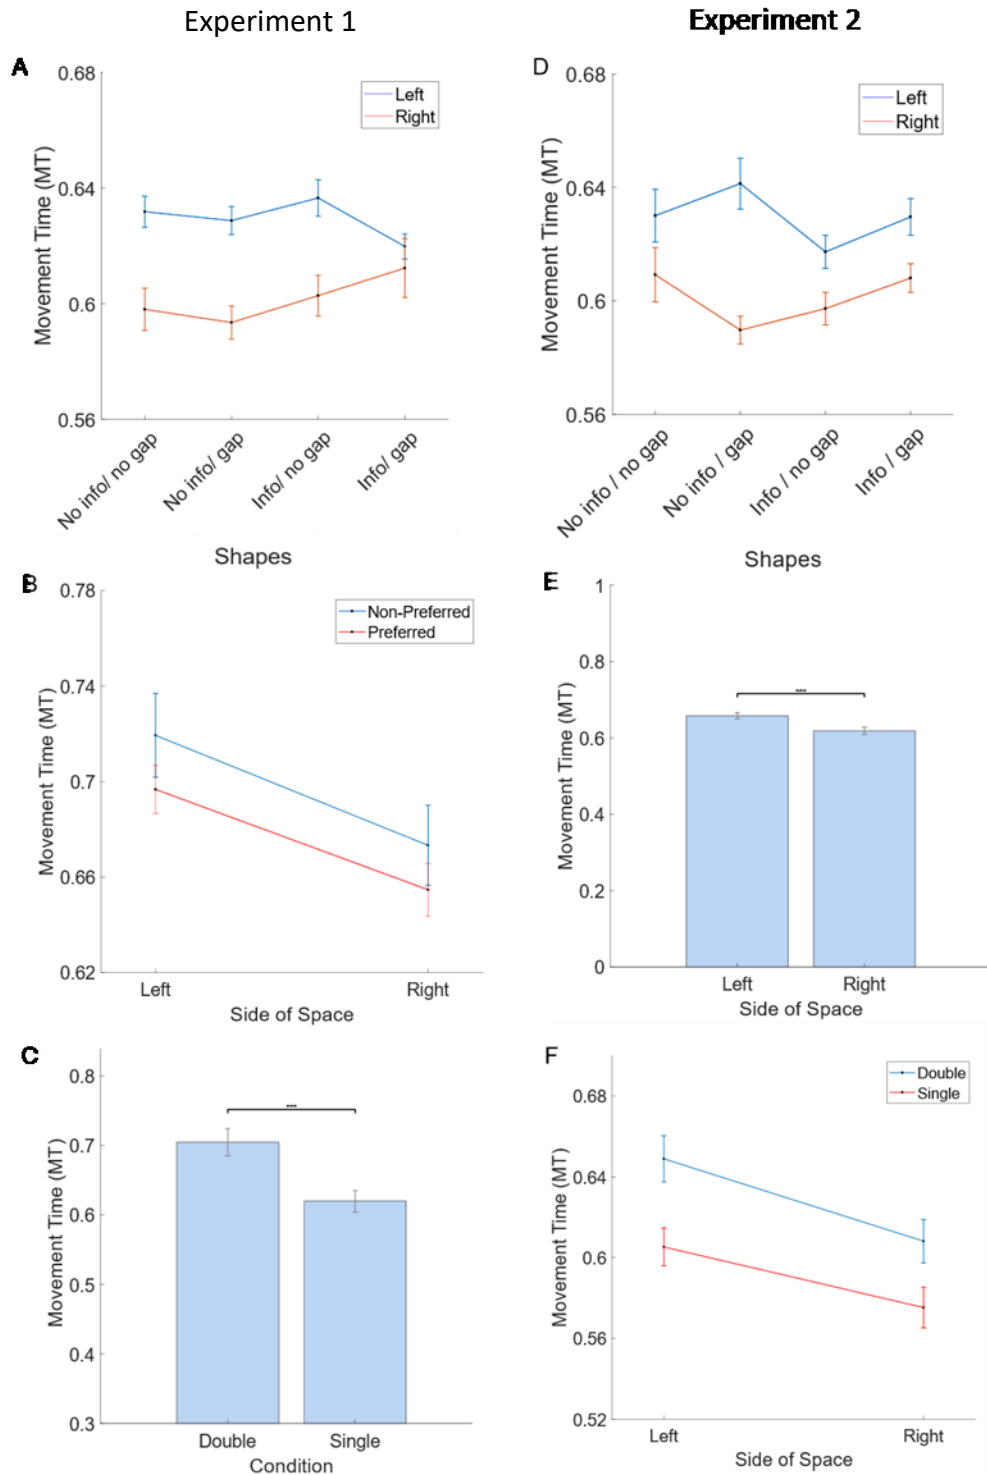 Experiment 1
Experiment 2
A
0.68
0.64
0.6
0.56
Movement Time (MT)
Left
Right
No info/ no gap
No info/ gap
Info/ no gap
Info/ gap
Shapes
D
0.68
0.64
0.6
0.56
Movement Time (MT)
Left
Right
No info / no gap
No info / gap
Info / no gap
Info / gap
Shapes
B
0.78
0.74
0.7
0.66
0.62
Movement Time (MT)
Non-Preferred
Preferred
Left
Right
Side of Space
E
1
0.8
0.6
0.4
0.2
0
Movement Time (MT)
***
Left
Right
Side of Space
C
0.8
0.7
0.6
0.5
0.4
0.3
Movement Time (MT)
***
Double
Single
Condition
F
0.68
0.64
0.6
0.56
0.52
Movement Time (MT)
Double
Single
Left
Right
Side of Space